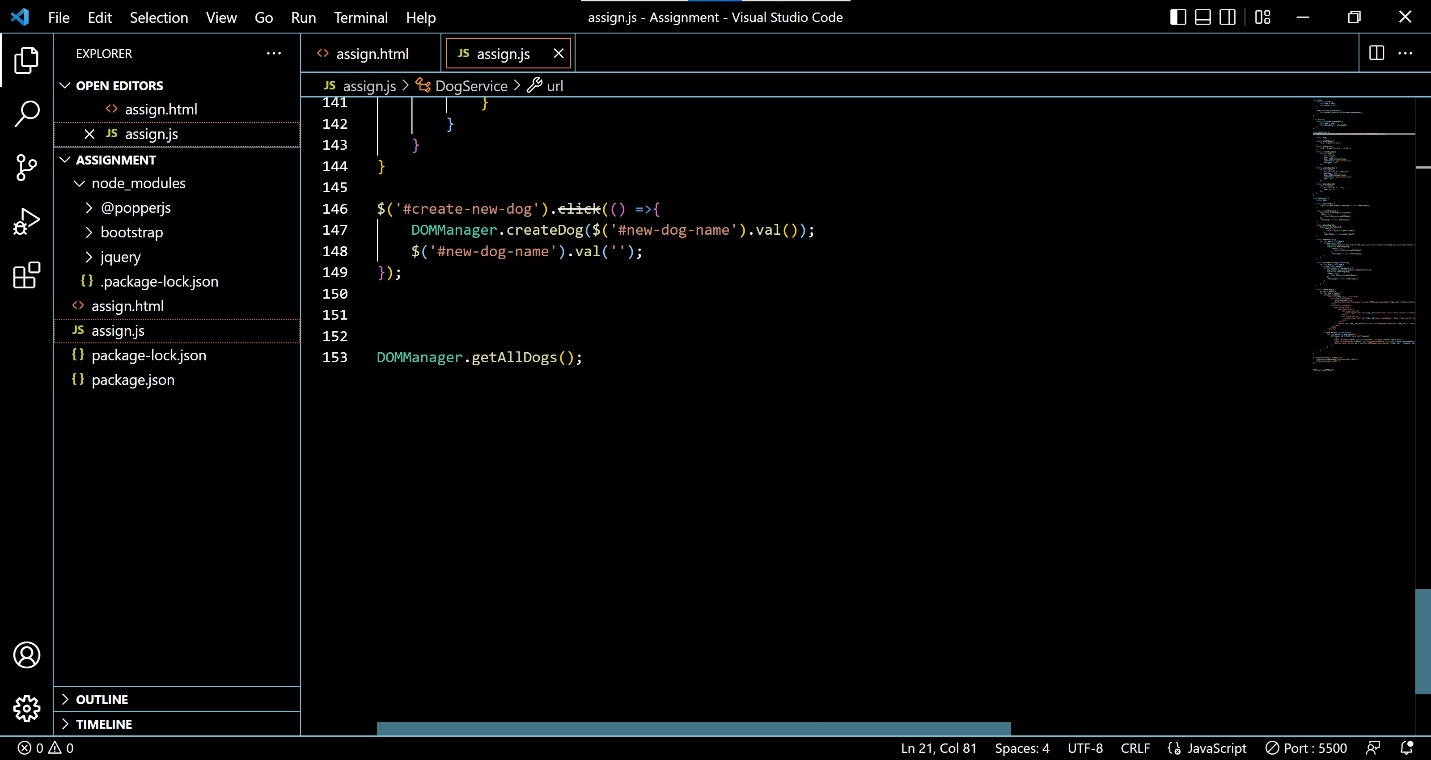 File Edit Selection View Go Run Terminal Help
assign.js - Assignment - Visual Studio Code
EXPLORER
OPEN EDITORS
assign.html
JS assign.js
ASSIGNMENT
node_modules
@popperjs
bootstrap
jquery
{} .package-lock.json
<> assign.html
JS assign.js
{} package-lock.json
{} package.json
OUTLINE
TIMELINE
<> assign.html
JS assign.js
JS assign.js > DogService > url
141 }
142 }
143 }
144 }
145
146 $('#create-new-dog').click(() =>{
147 DOMManager.createDog($('#new-dog-name').val());
148 $('#new-dog-name').val('');
149 });
150
151
152
153 DOMManager.getAllDogs();
0 0
Ln 21, Col 81 Spaces: 4 UTF-8 CRLF {} JavaScript Port : 5500